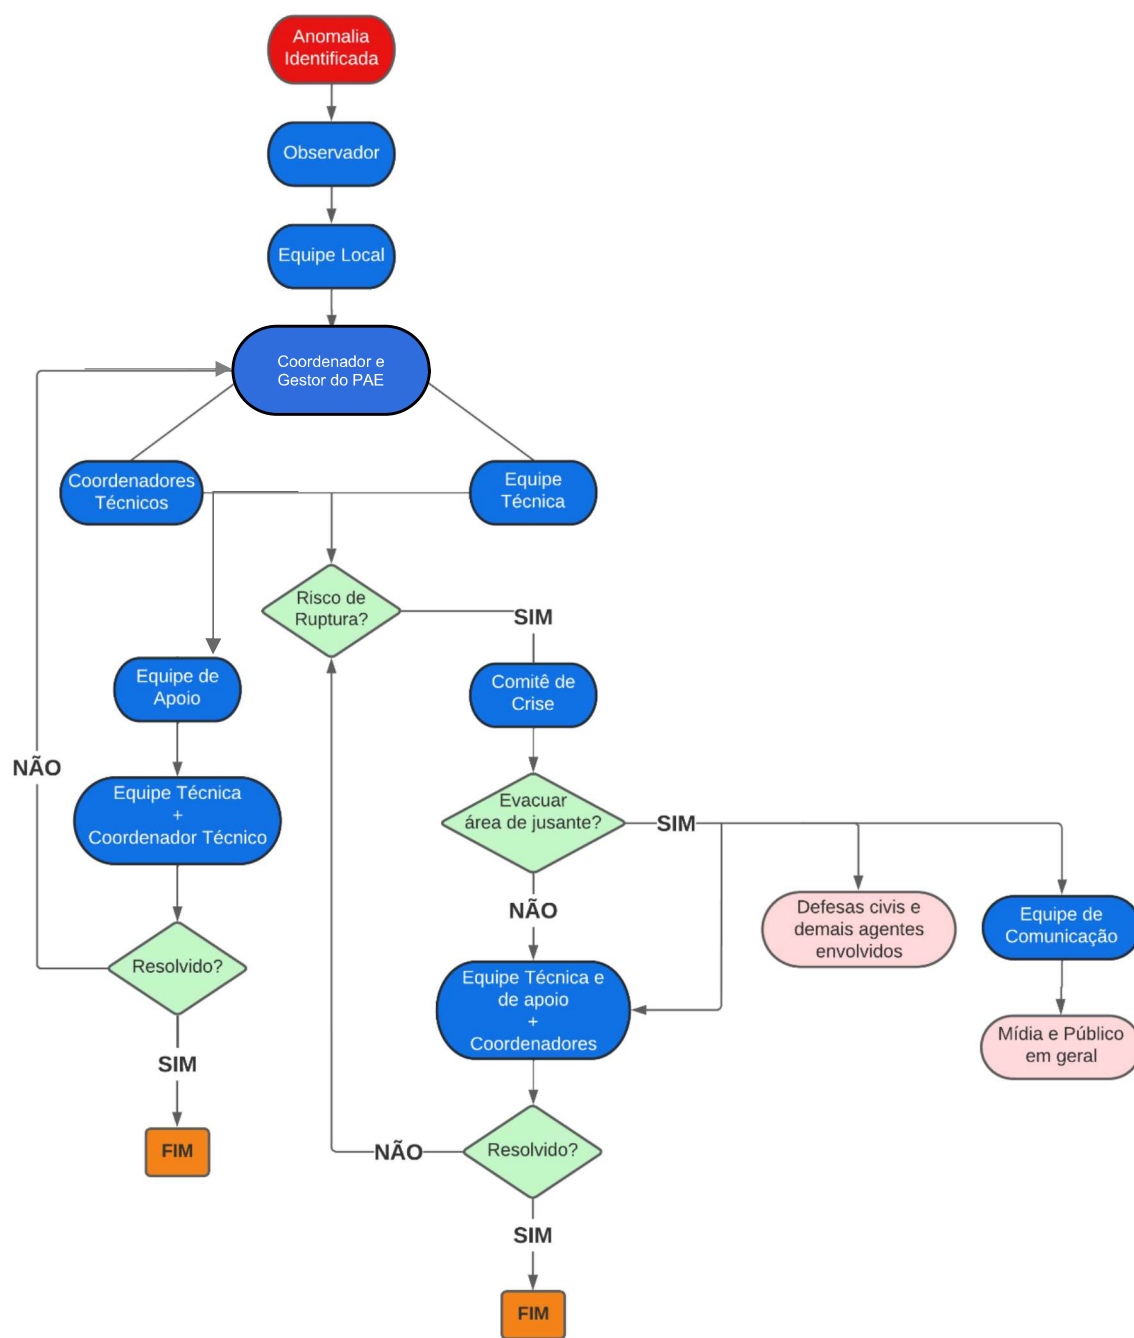 Anomalia
Identificada
Observador
Equipe Local
Coordenador e
Gestor do PAE
Coordenadores
Técnicos
Equipe
Técnica
Risco de
Ruptura?
SIM
Equipe de
Apoio
Comitê de
Crise
NÃO
Equipe Técnica
+
Coordenador Técnico
Evacuar
área de jusante?
SIM
NÃO
Defesas civis e
demais agentes
envolvidos
Equipe de
Comunicação
Resolvido?
Equipe Técnica e
de apoio
+
Coordenadores
Mídia e Público
em geral
SIM
FIM
NÃO
Resolvido?
SIM
FIM